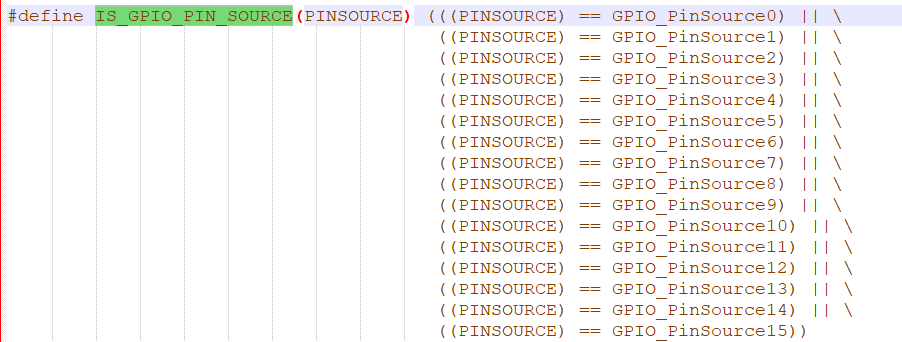 #define IS_GPIO_PIN_SOURCE(PINSOURCE) (((PINSOURCE) == GPIO_PinSource0) || \
((PINSOURCE) == GPIO_PinSource1) || \
((PINSOURCE) == GPIO_PinSource2) || \
((PINSOURCE) == GPIO_PinSource3) || \
((PINSOURCE) == GPIO_PinSource4) || \
((PINSOURCE) == GPIO_PinSource5) || \
((PINSOURCE) == GPIO_PinSource6) || \
((PINSOURCE) == GPIO_PinSource7) || \
((PINSOURCE) == GPIO_PinSource8) || \
((PINSOURCE) == GPIO_PinSource9) || \
((PINSOURCE) == GPIO_PinSource10) || \
((PINSOURCE) == GPIO_PinSource11) || \
((PINSOURCE) == GPIO_PinSource12) || \
((PINSOURCE) == GPIO_PinSource13) || \
((PINSOURCE) == GPIO_PinSource14) || \
((PINSOURCE) == GPIO_PinSource15))